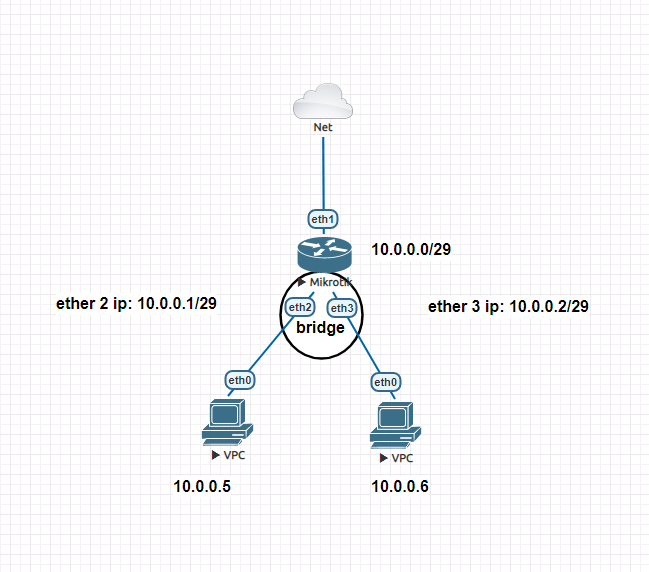 Net
eth1
10.0.0.0/29
Mikrotik
ether 2 ip: 10.0.0.1/29
eth2
eth3
ether 3 ip: 10.0.0.2/29
bridge
eth0
eth0
VPC
VPC
10.0.0.5
10.0.0.6